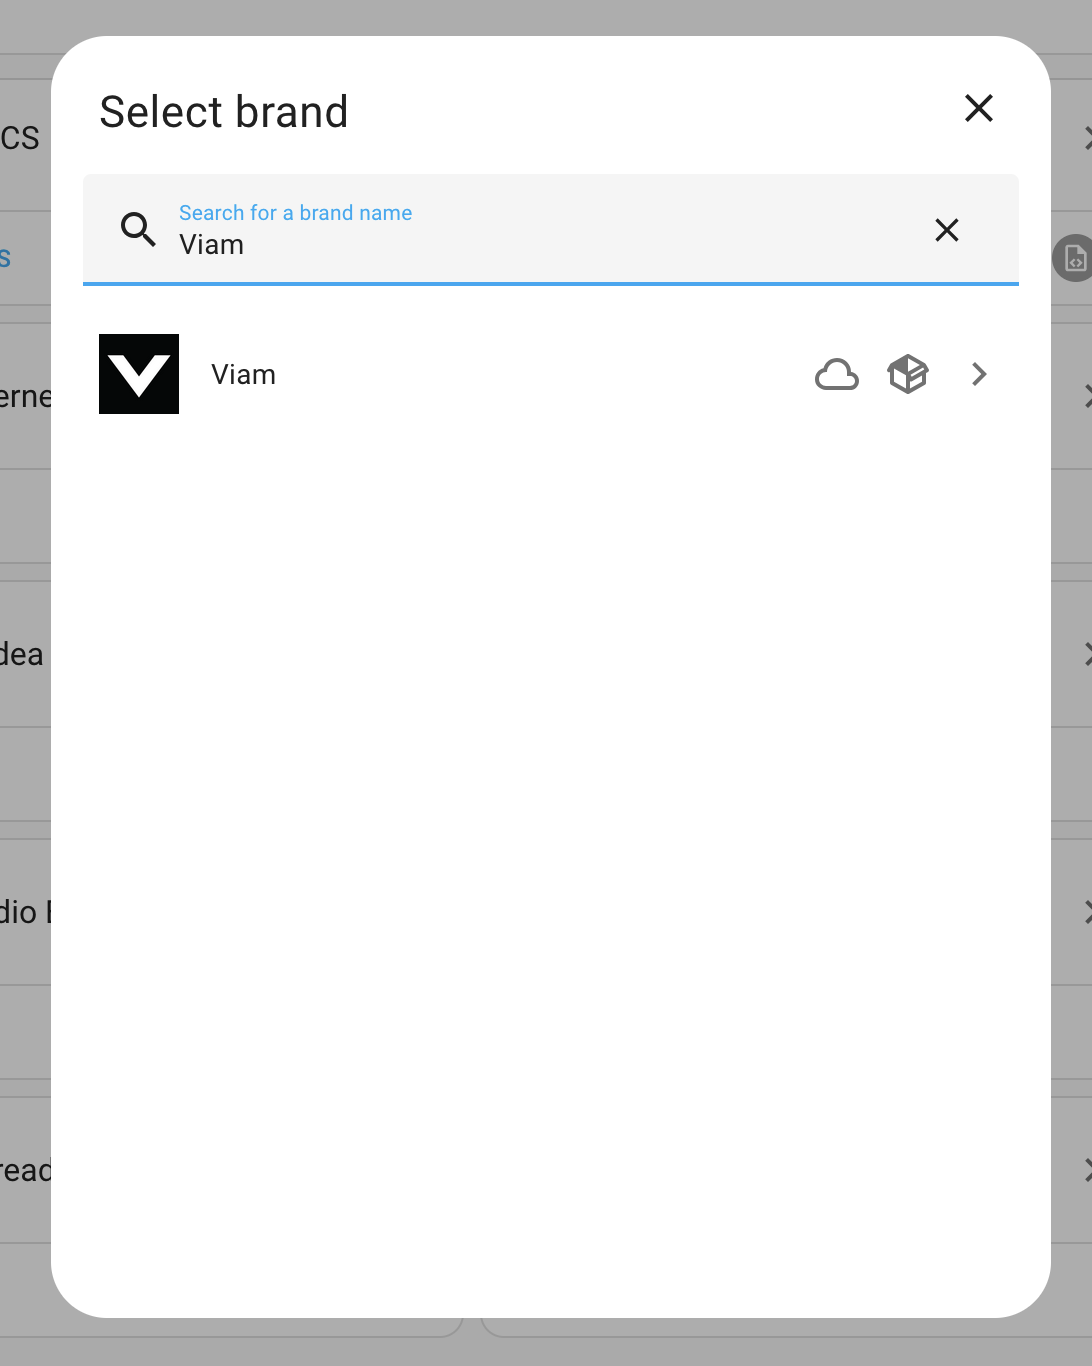 Select brand
Search for a brand name
Viam
Viam
CS
s
erne
dea
dio
read